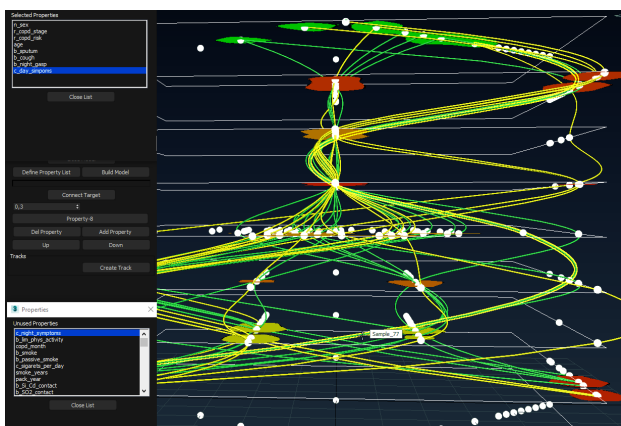 Selected Properties
n_sex
r_copd_stage
r_copd_risk
age
b_sputum
b_cough
b_night_gasp
c_day_simpoms
Close List
Define Property List
Build Model
Connect Target
0,3
Property-8
Del Property
Add Property
Up
Down
Tracks
Create Track
Properties
Unused Properties
c_night_symptoms
b_lim_phys_activity
copd_month
b_smoke
b_passive_smoke
c_sigarets_per_day
smoke_years
pack_year
b_Si_Cd_contact
b_SO2_contact
Close List
Sample_77